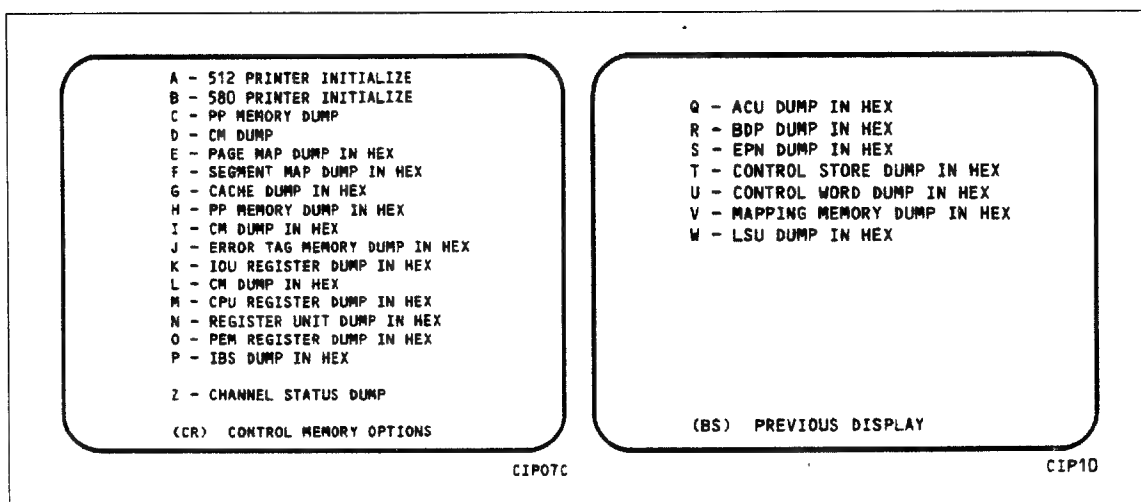 A - 512 PRINTER INITIALIZE
B - 580 PRINTER INITIALIZE
C - PP MEMORY DUMP
D - CM DUMP
E - PAGE MAP DUMP IN HEX
F - SEGMENT MAP DUMP IN HEX
G - CACHE DUMP IN HEX
H - PP MEMORY DUMP IN HEX
I - CM DUMP IN HEX
J - ERROR TAG MEMORY DUMP IN HEX
K - IOU REGISTER DUMP IN HEX
L - CM DUMP IN HEX
M - CPU REGISTER DUMP IN HEX
N - REGISTER UNIT DUMP IN HEX
O - PEM REGISTER DUMP IN HEX
P - IBS DUMP IN HEX
Z - CHANNEL STATUS DUMP
(CR) CONTROL MEMORY OPTIONS
CIP07C
Q - ACU DUMP IN HEX
R - BDP DUMP IN HEX
S - EPN DUMP IN HEX
T - CONTROL STORE DUMP IN HEX
U - CONTROL WORD DUMP IN HEX
V - MAPPING MEMORY DUMP IN HEX
W - LSU DUMP IN HEX
(BS) PREVIOUS DISPLAY
CIP1D